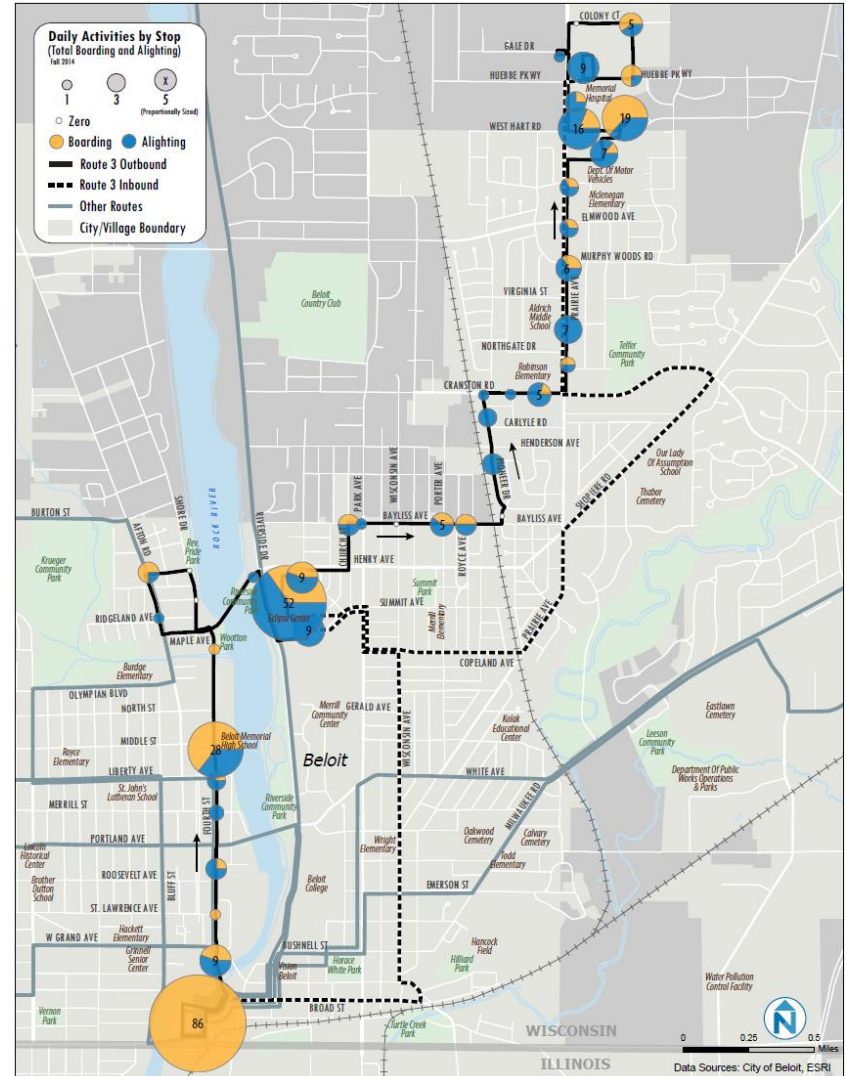 Daily Activities by Stop
(Total Boarding and Alighting)
Fall 2014
x
1
3
5
(Proportionally Sized)
Zero
Boarding
Alighting
Route 3 Outbound
Route 3 Inbound
Other Routes
City/Village Boundary
COLONY CT
5
GALE DR
9
HUEBBE PKWY
HUEBBE PKWY
Memorial
Hospital
19
WEST HART RD
16
7
Dept. Of Motor
Vehicles
Mclenegan
Elementary
ELMWOOD AVE
MURPHY WOODS RD
6
VIRGINIA ST
PRAIRIE AVE
Beloit
Country Club
Aldrich
Middle
School
7
NORTHGATE DR
Telfer
Community
Park
Robinson
Elementary
CRANSTON RD
5
CARLYLE RD
HENDERSON AVE
PIONEER DR
SHOPIERE RD
Our Lady
Of Assumption
School
Thabor
Cemetery
PARK AVE
WISCONSIN AVE
PORTER AVE
BAYLISS AVE
5
BAYLISS AVE
ROYCE AVE
CHURCH ST
HENRY AVE
BURTON ST
AFTON RD
SHORE DR
ROCK RIVER
RIVERSIDE DR
Rev.
Pride
Park
Krueger
Community
Park
Riverside
Community
Park
9
52
Eclipse Center
9
Summit
Park
SUMMIT AVE
Merrill
Elementary
PRAIRIE AVE
RIDGELAND AVE
MAPLE AVE
Wootton
Park
COPELAND AVE
Burdge
Elementary
OLYMPIAN BLVD
NORTH ST
Merrill
Community
Center
GERALD AVE
WISCONSIN AVE
Kolak
Educational
Center
Eastlawn
Cemetery
Leeson
Community
Park
MIDDLE ST
28
Beloit Memorial
High School
Royce
Elementary
Beloit
LIBERTY AVE
WHITE AVE
Department Of Public
Works Operations
& Parks
St. John's
Lutheran School
MERRILL ST
FOURTH ST
Riverside
Community
Park
MILWAUKEE RD
PORTLAND AVE
Wright
Elementary
Oakwood
Cemetery
Calvary
Cemetery
Lincoln
Historical
Center
Todd
Elementary
Brother
Dutton
School
ROOSEVELT AVE
BLUFF ST
Beloit
College
EMERSON ST
ST. LAWRENCE AVE
Hackett
Elementary
W GRAND AVE
Grinnell
Senior
Center
9
BUSHNELL ST
Vision
Beloit
Horace
White Park
Hancock
Field
Hilliard
Park
Water Pollution
Control Facility
Vernon
Park
86
BROAD ST
Turtle Creek
Park
WISCONSIN
ILLINOIS
N
0
0.25
0.5
Miles
Data Sources: City of Beloit, ESRI